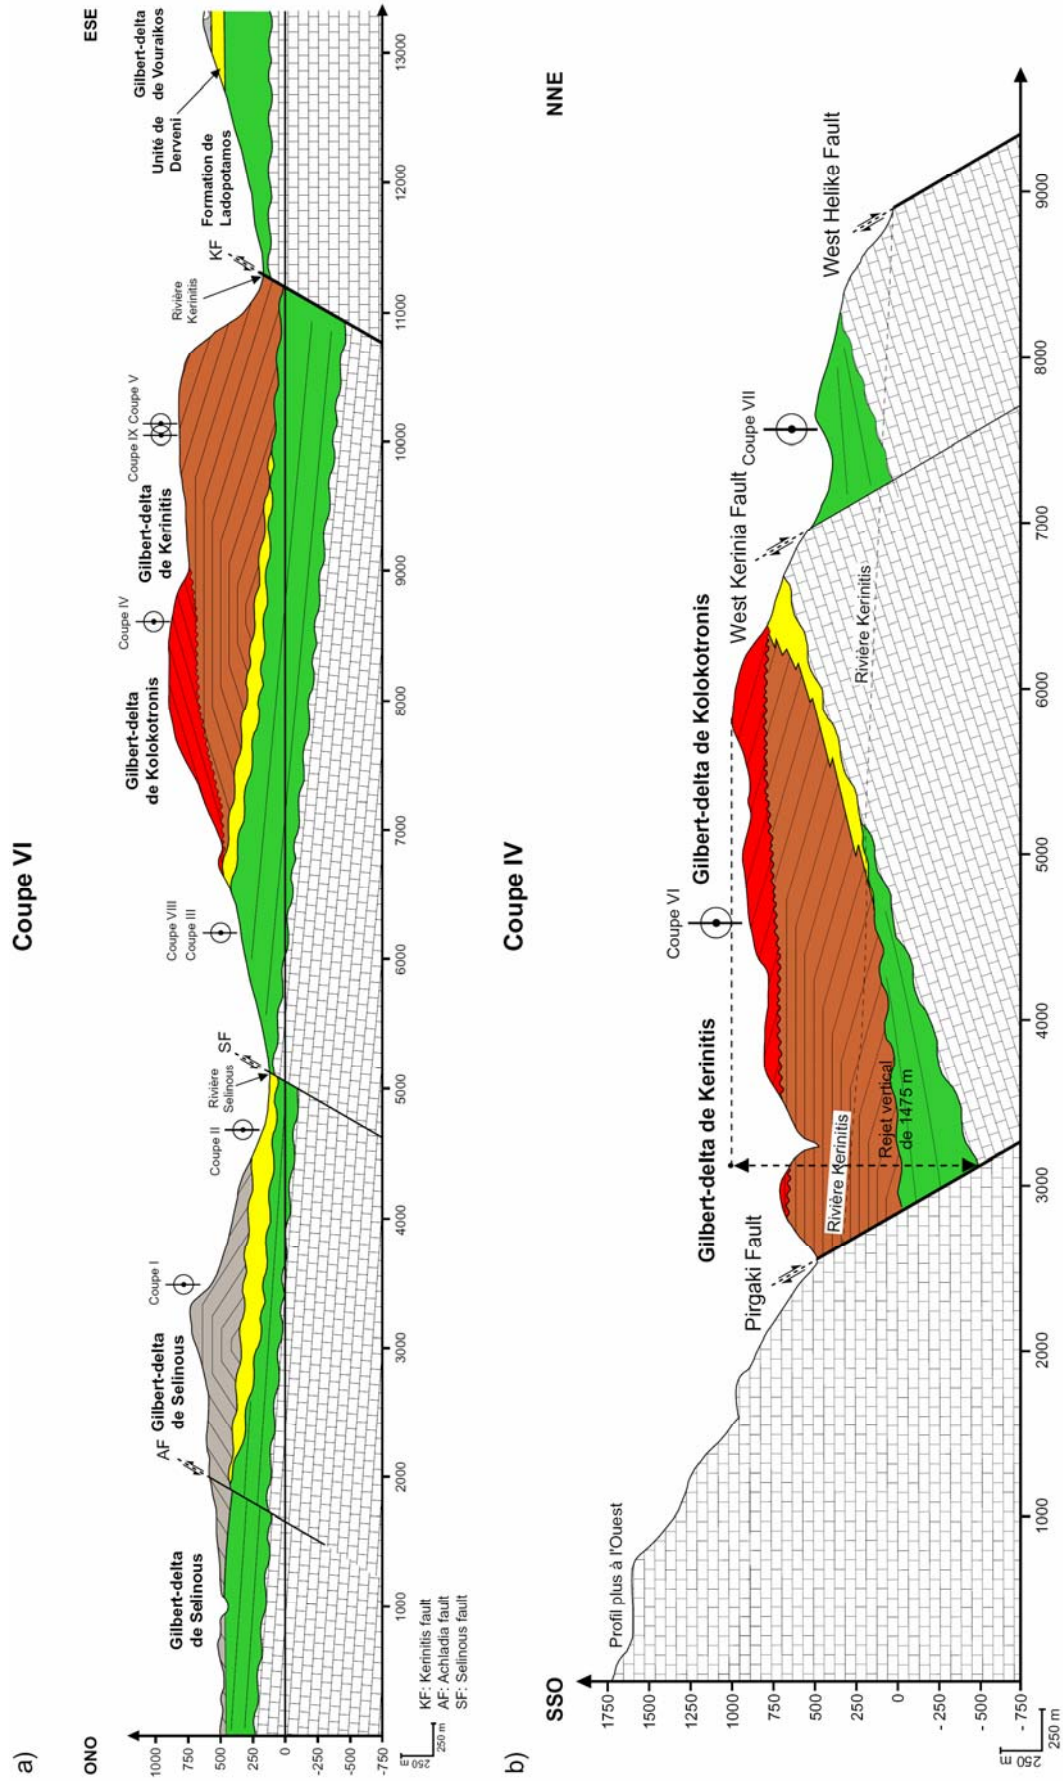 a)
Coupe VI
ONO
ESE
1000
750
500
250
0
-250
-500
-750
1000
2000
3000
4000
5000
6000
7000
8000
9000
10000
11000
12000
13000
Gilbert-delta
de Selinous
AF
Gilbert-delta
de Selinous
Coupe I
Coupe II
Rivière
Selinous
SF
Coupe VIII
Coupe III
Gilbert-delta
de Kolokotronis
Coupe IV
Gilbert-delta
de Kerinitis
Coupe IX
Coupe V
Rivière
Kerinitis
KF
Formation de
Ladopotamos
Unité de
Derveni
Gilbert-delta
de Vouraikos
250 m
250 m
KF: Kerinitis fault
AF: Achladia fault
SF: Selinous fault
b)
Coupe IV
SSO
NNE
1750
1500
1250
1000
750
500
250
0
- 250
- 500
- 750
1000
2000
3000
4000
5000
6000
7000
8000
9000
Profil plus à l'Ouest
Pirgaki Fault
Gilbert-delta de Kerinitis
Rivière Kerinitis
Rejet vertical
de 1475 m
Coupe VI
Gilbert-delta de Kolokotronis
West Kerinia Fault
Rivière Kerinitis
Coupe VII
West Helike Fault
250 m
250 m